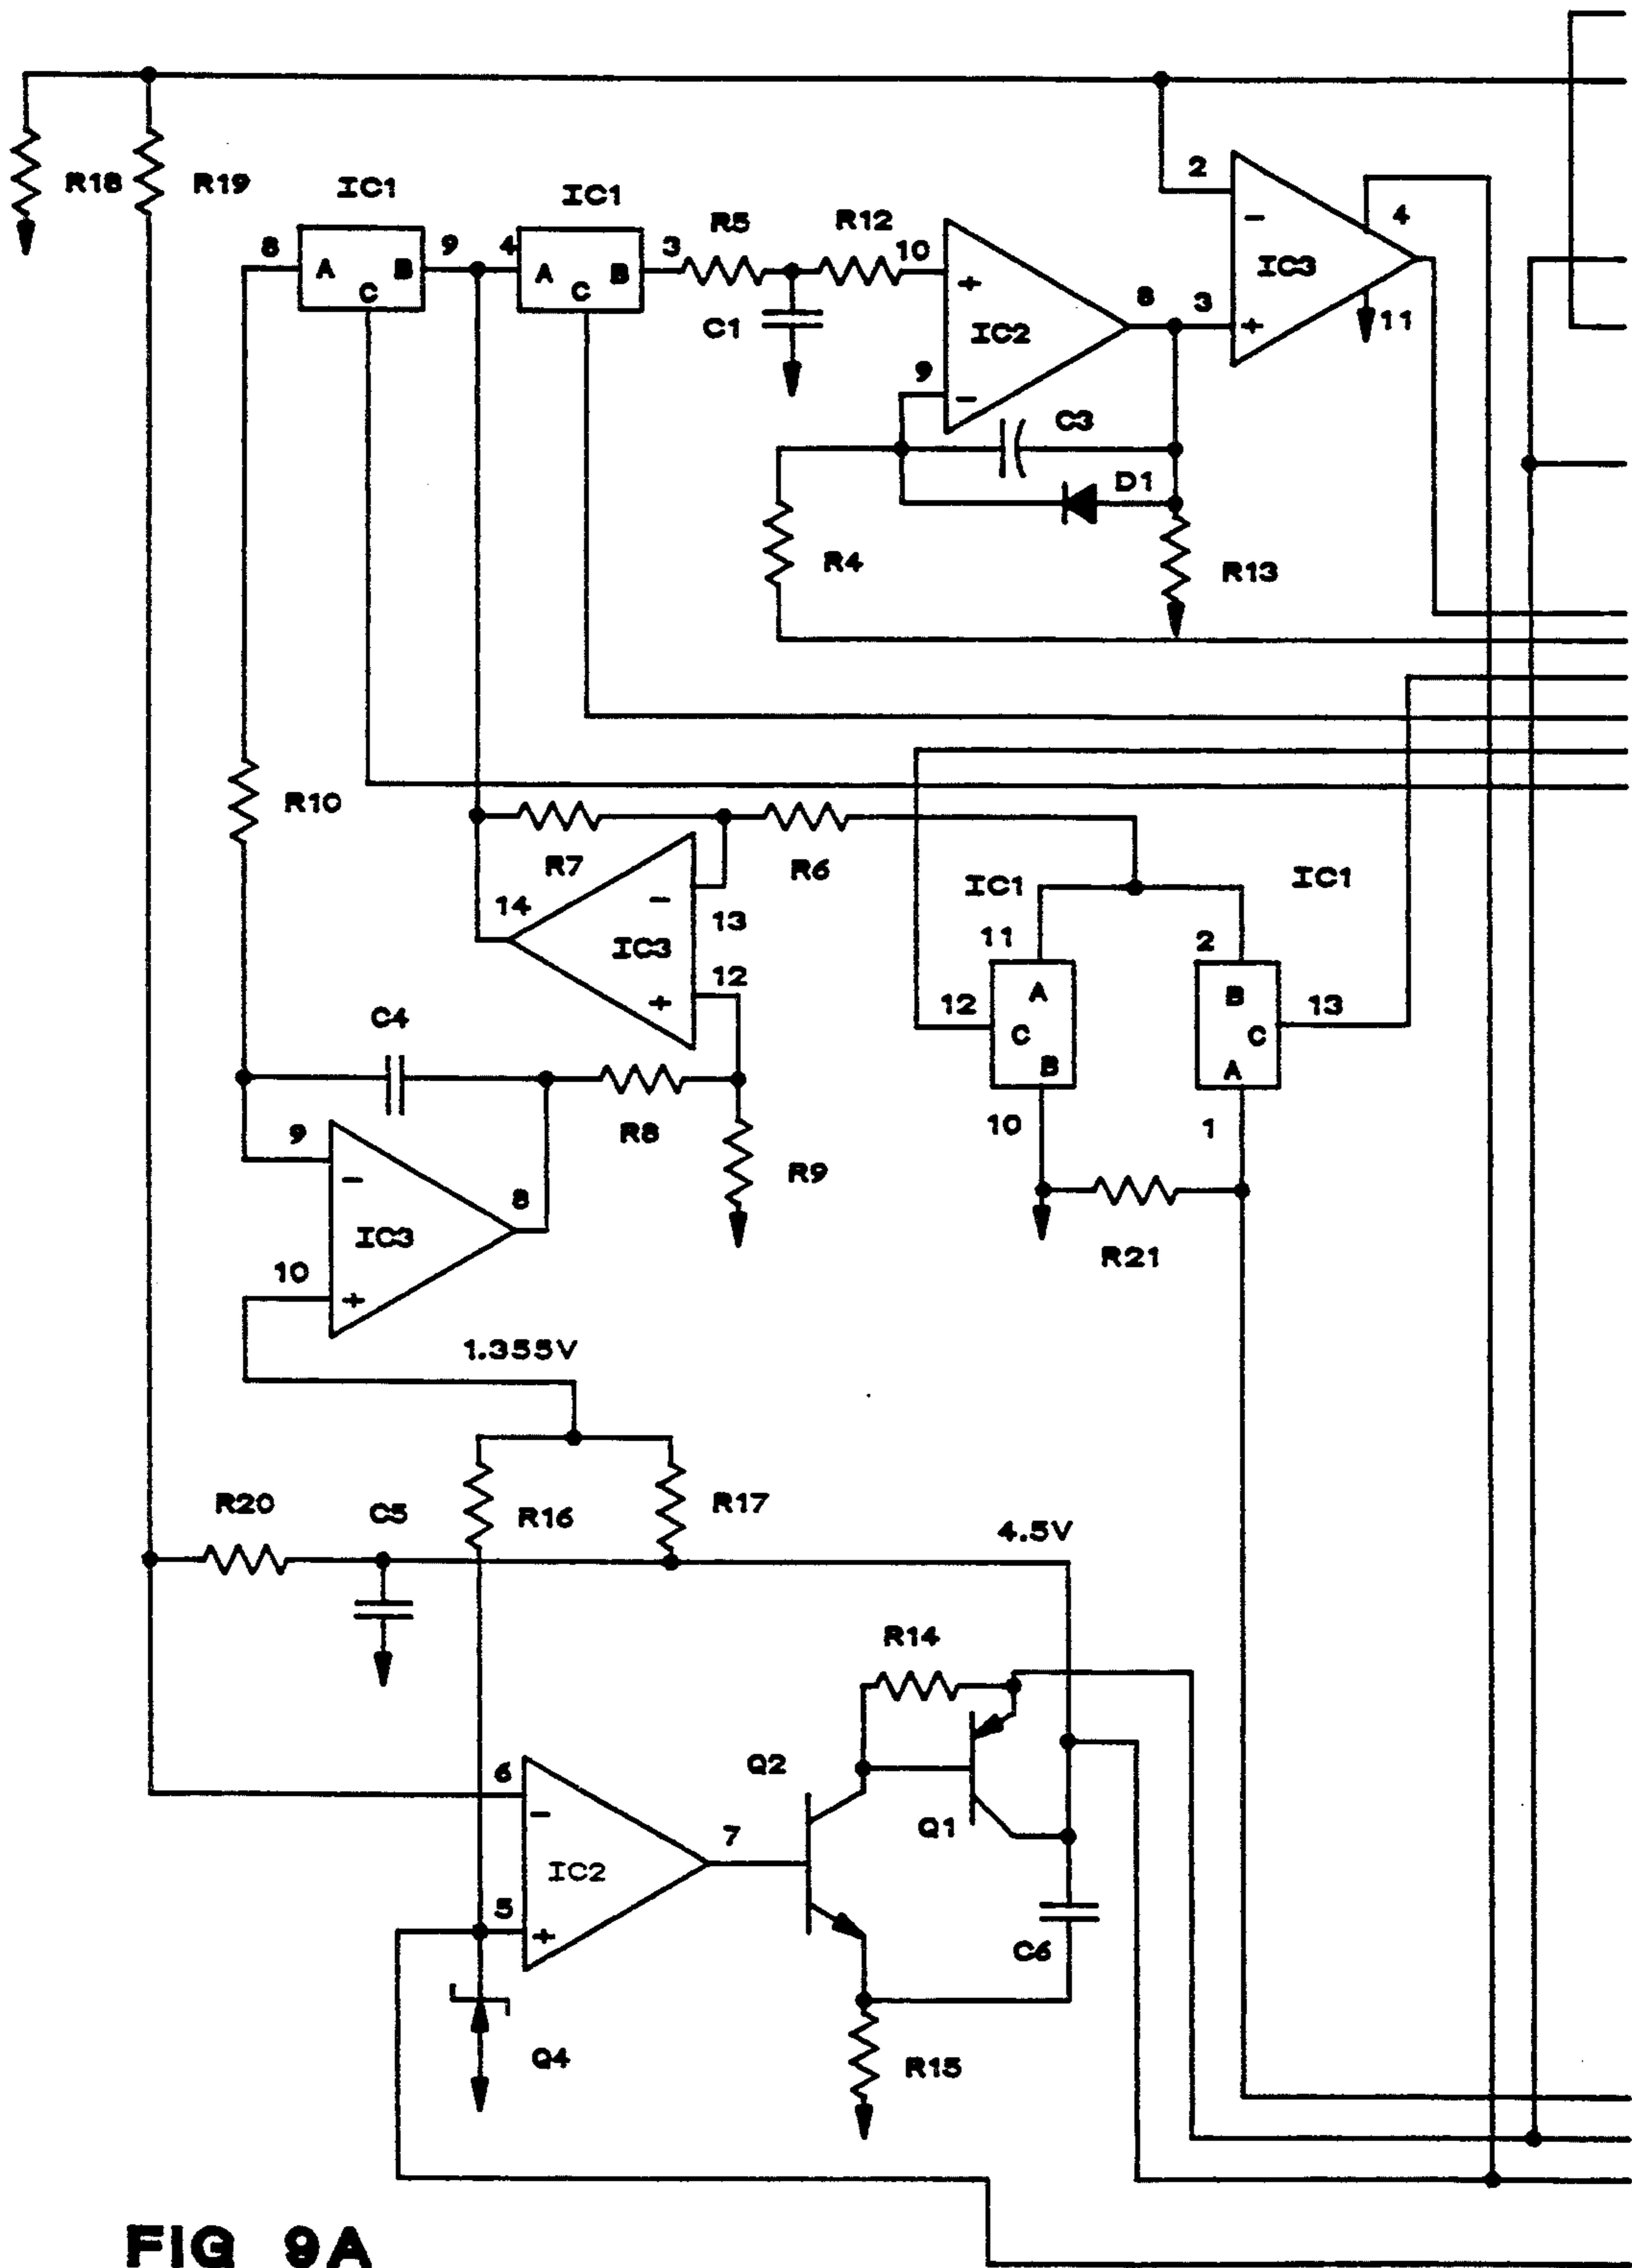 R18
R19
IC1
IC1
8
A
B
C
9
4
A
B
C
3
R5
R12
10
C1
+
IC2
9
-
8
3
2
-
IC3
+
4
11
C3
D1
R4
R13
R10
R7
R6
14
-
13
IC3
12
+
IC1
IC1
11
2
12
A
C
B
B
C
A
13
10
1
R21
C4
R8
R9
9
-
8
IC3
10
+
1.355V
R20
C5
R16
R17
4.5V
R14
Q2
Q1
6
-
7
IC2
5
+
C6
Q4
R15
FIG 9A